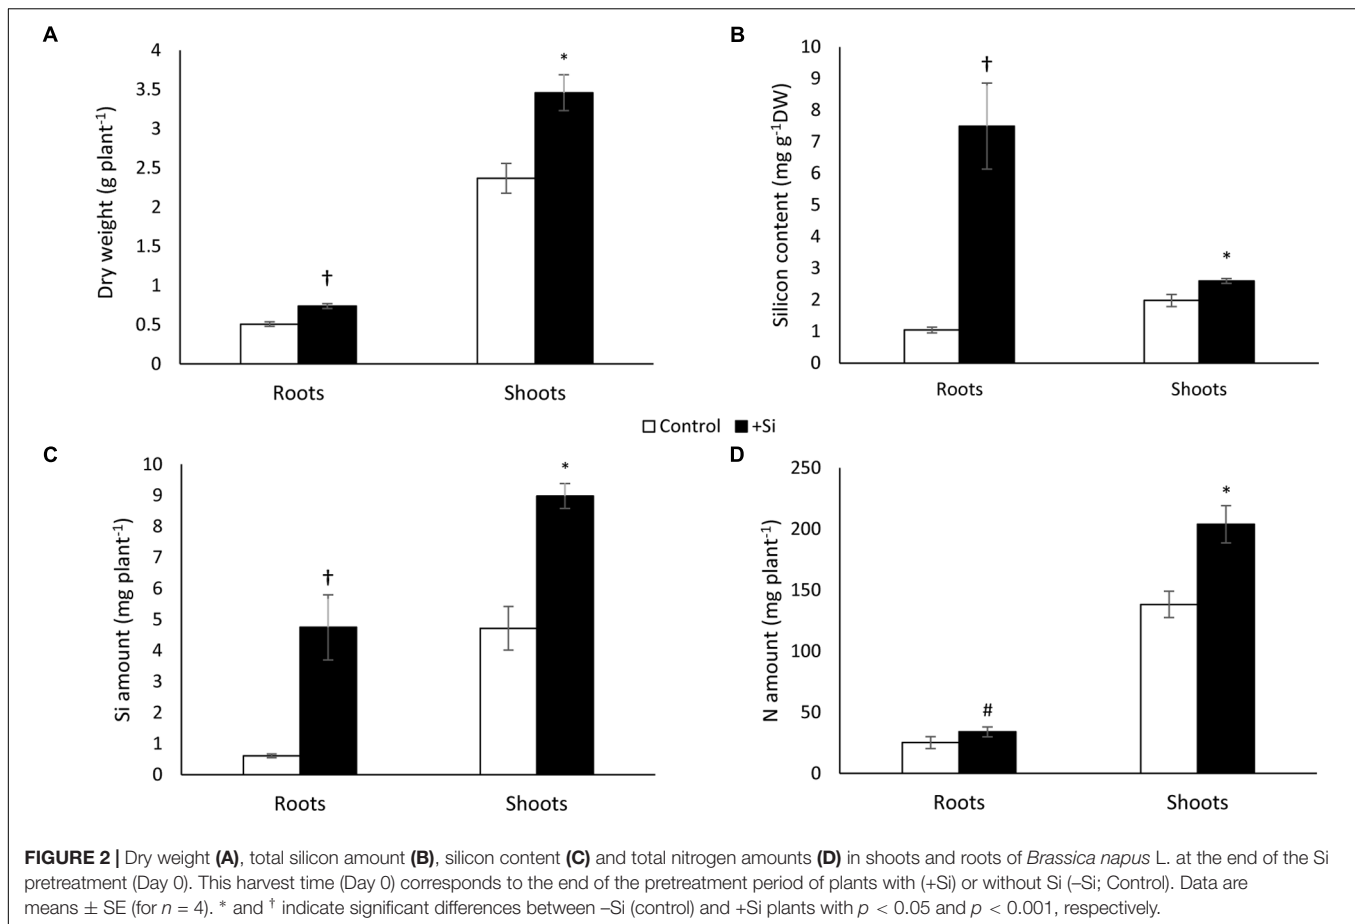 A
Dry weight (g plant⁻¹)
4
3.5
3
2.5
2
1.5
1
0.5
0
†
*
Roots Shoots
B
Silicon content (mg g⁻¹DW)
10
9
8
7
6
5
4
3
2
1
0
†
*
Roots Shoots
Control +Si
C
Si amount (mg plant⁻¹)
10
9
8
7
6
5
4
3
2
1
0
†
*
Roots Shoots
D
N amount (mg plant⁻¹)
250
200
150
100
50
0
#
*
Roots Shoots
FIGURE 2 | Dry weight (A), total silicon amount (B), silicon content (C) and total nitrogen amounts (D) in shoots and roots of Brassica napus L. at the end of the Si
pretreatment (Day 0). This harvest time (Day 0) corresponds to the end of the pretreatment period of plants with (+Si) or without Si (–Si; Control). Data are
means ± SE (for n = 4). * and † indicate significant differences between –Si (control) and +Si plants with p < 0.05 and p < 0.001, respectively.